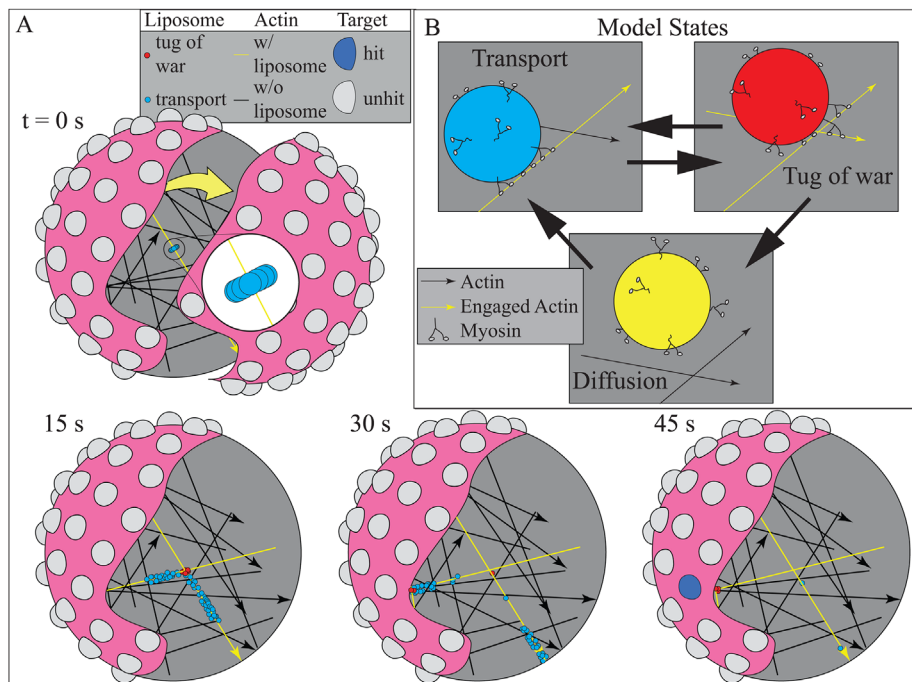 A
Liposome Actin Target
tug of war
w/ liposome
hit
transport
w/o liposome
unhit
t = 0 s
15 s
30 s
45 s
B
Model States
Transport
Tug of war
Diffusion
Actin
Engaged Actin
Myosin